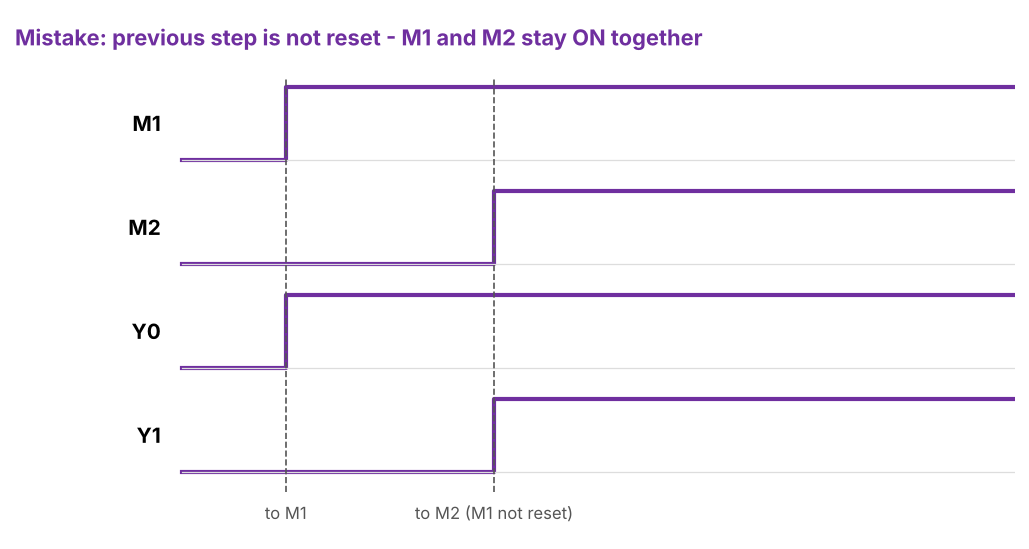 Mistake: previous step is not reset - M1 and M2 stay ON together
M1
M2
Y0
Y1
to M1
to M2 (M1 not reset)